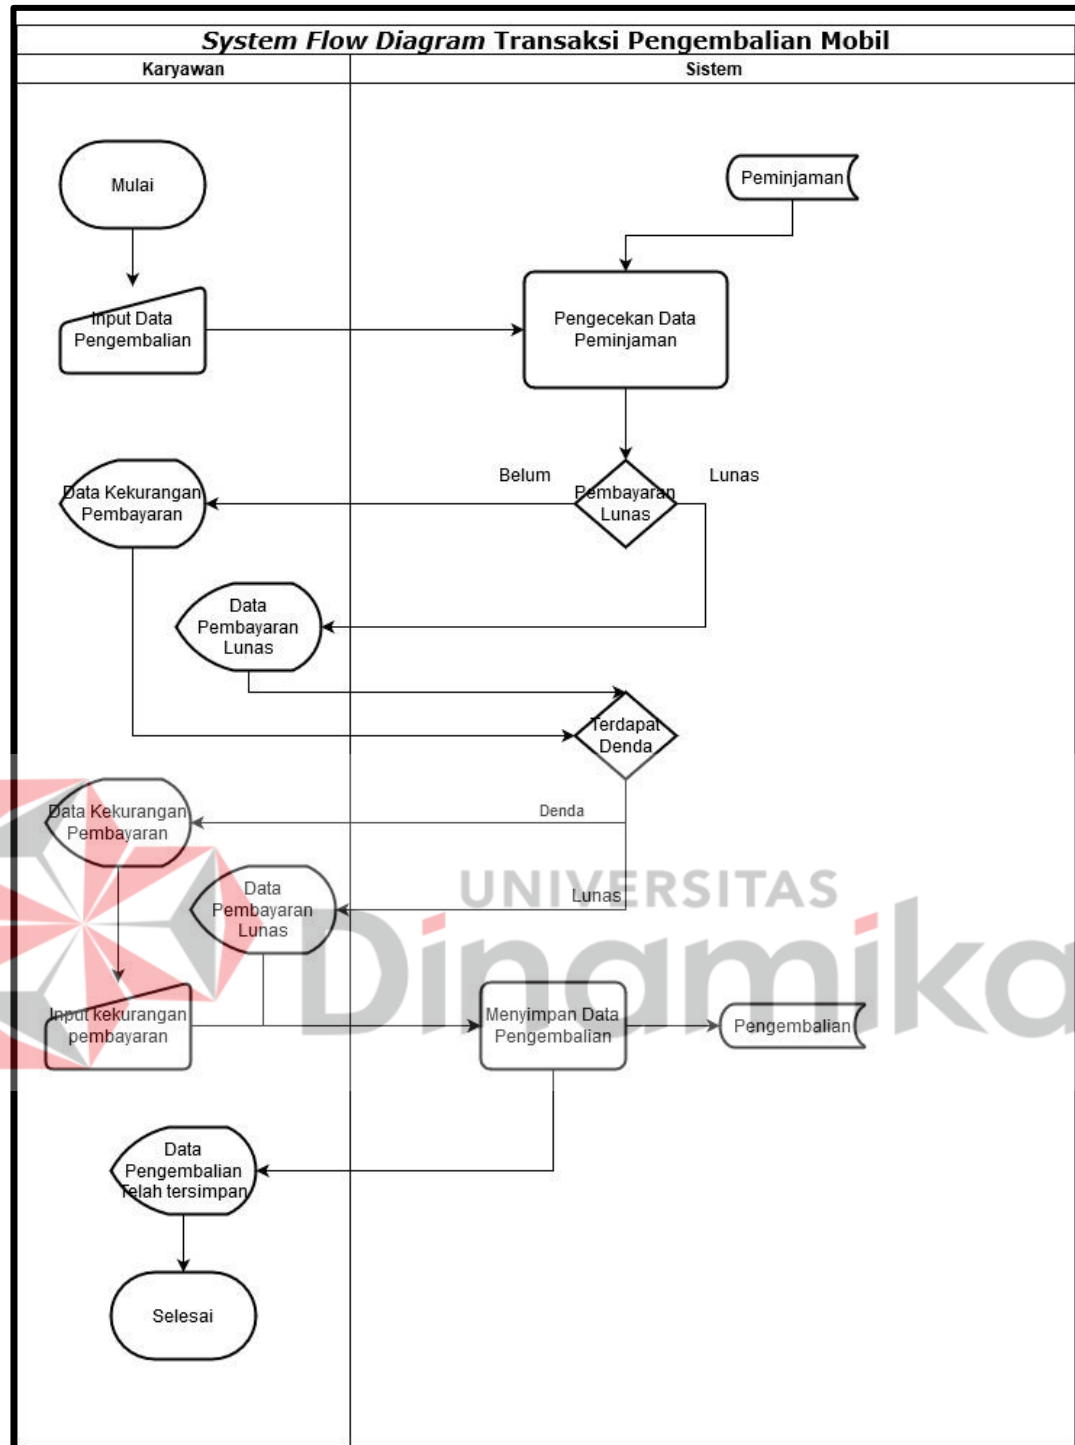 System Flow Diagram Transaksi Pengembalian Mobil
Karyawan
Sistem
Mulai
Peminjaman
Input Data
Pengembalian
Pengecekan Data
Peminjaman
Belum
Lunas
Data Kekurangan
Pembayaran
Pembayaran
Lunas
Data
Pembayaran
Lunas
Terdapat
Denda
Data Kekurangan
Pembayaran
Denda
Data
Pembayaran
Lunas
Lunas
UNIVERSITAS
Dinamika
Input kekurangan
pembayaran
Menyimpan Data
Pengembalian
Pengembalian
Data
Pengembalian
Telah tersimpan
Selesai